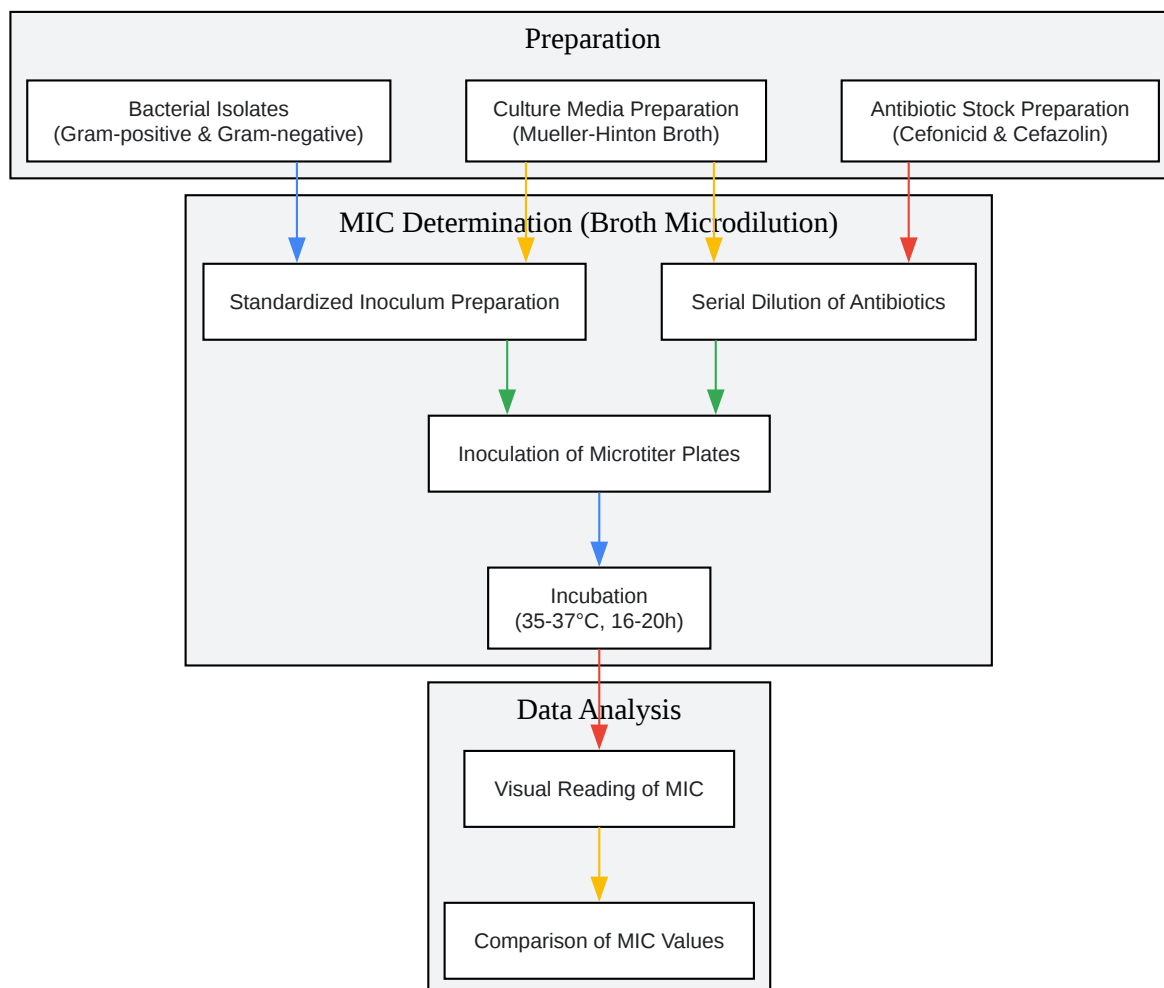 Preparation
Bacterial Isolates
(Gram-positive & Gram-negative)
Culture Media Preparation
(Mueller-Hinton Broth)
Antibiotic Stock Preparation
(Cefonicid & Cefazolin)
MIC Determination (Broth Microdilution)
Standardized Inoculum Preparation
Serial Dilution of Antibiotics
Inoculation of Microtiter Plates
Incubation
(35-37°C, 16-20h)
Data Analysis
Visual Reading of MIC
Comparison of MIC Values